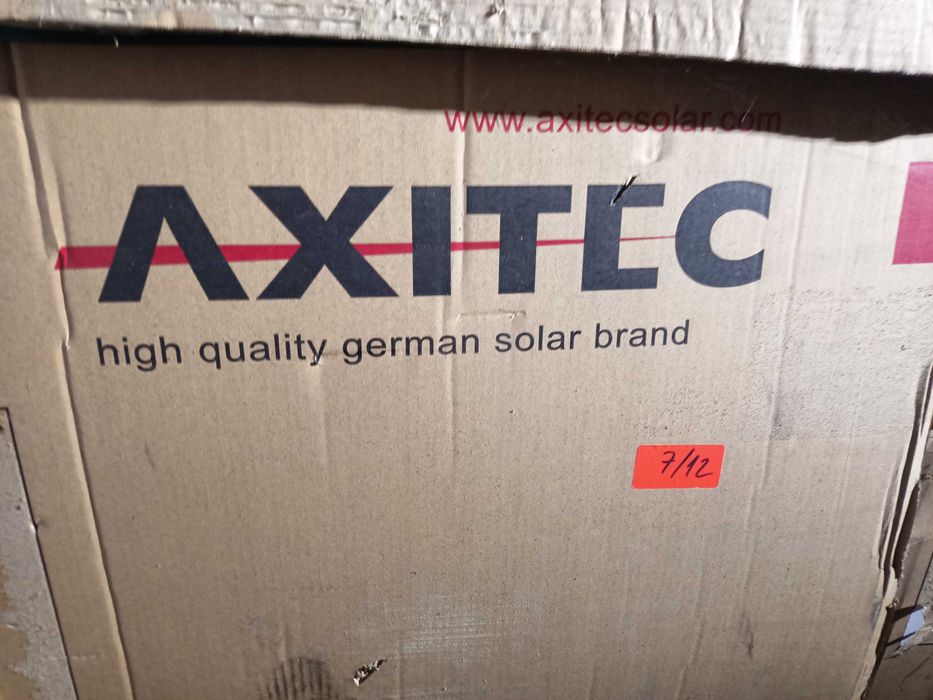 www.axitecsolar.com
AXITEC
high quality german solar brand
7/12